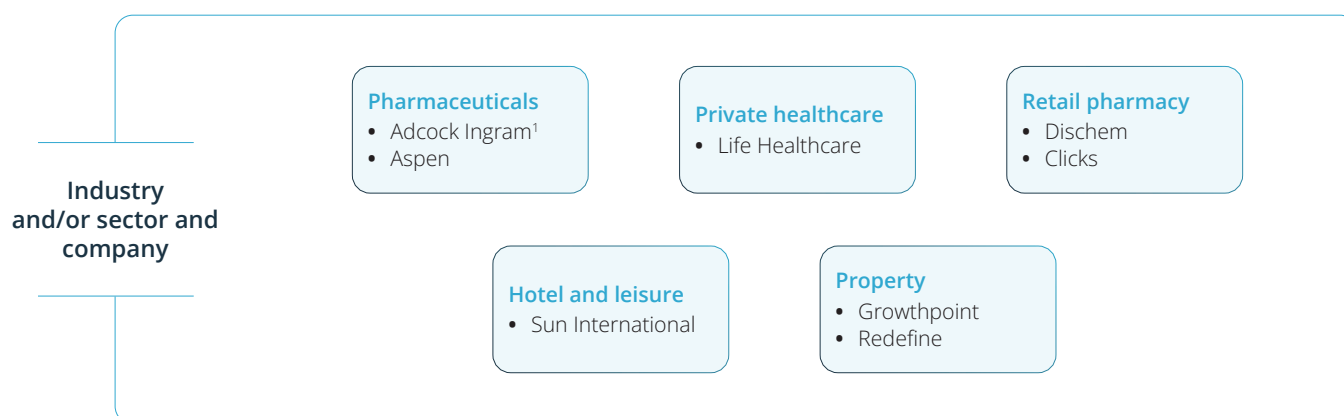 Industry
and/or sector and
company
Pharmaceuticals
• Adcock Ingram¹
• Aspen
Private healthcare
• Life Healthcare
Retail pharmacy
• Dischem
• Clicks
Hotel and leisure
• Sun International
Property
• Growthpoint
• Redefine